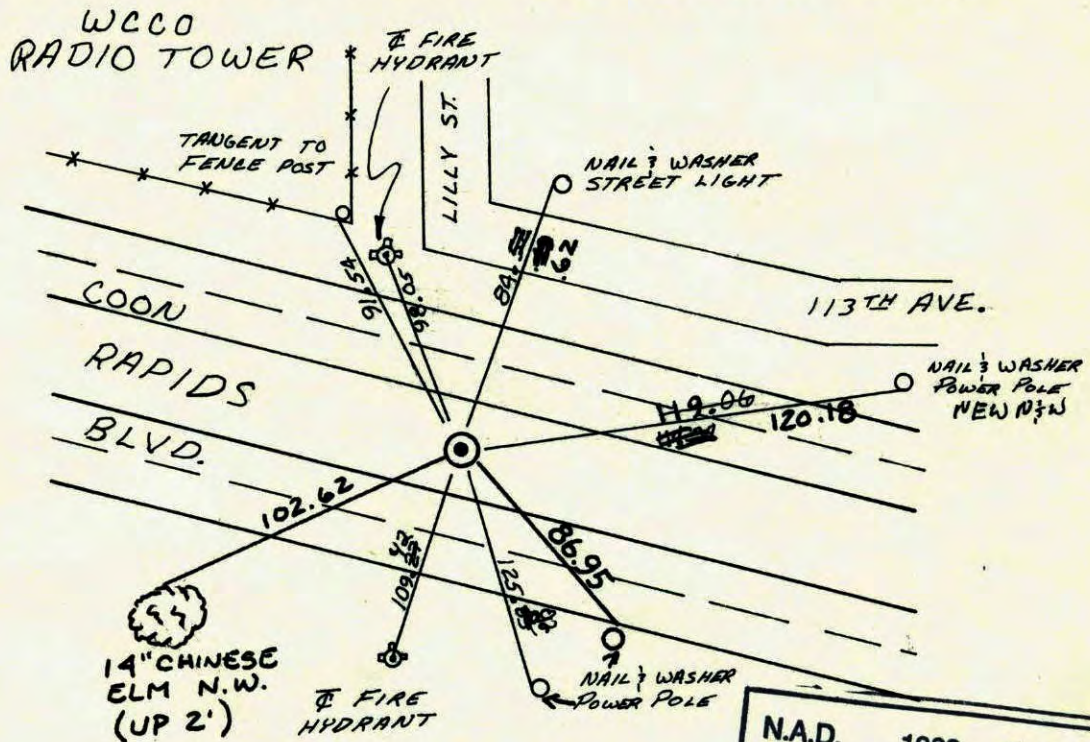 WCCO
RADIO TOWER
℄ FIRE
HYDRANT
TANGENT TO
FENCE POST
LILLY ST.
NAIL & WASHER
STREET LIGHT
91.54
98.05
COON
RAPIDS
BLVD.
113TH AVE.
NAIL & WASHER
POWER POLE
NEW N&W
120.18
102.62
86.95
14" CHINESE
ELM N.W.
(UP 2')
℄ FIRE
HYDRANT
NAIL & WASHER
POWER POLE
N.A.D.